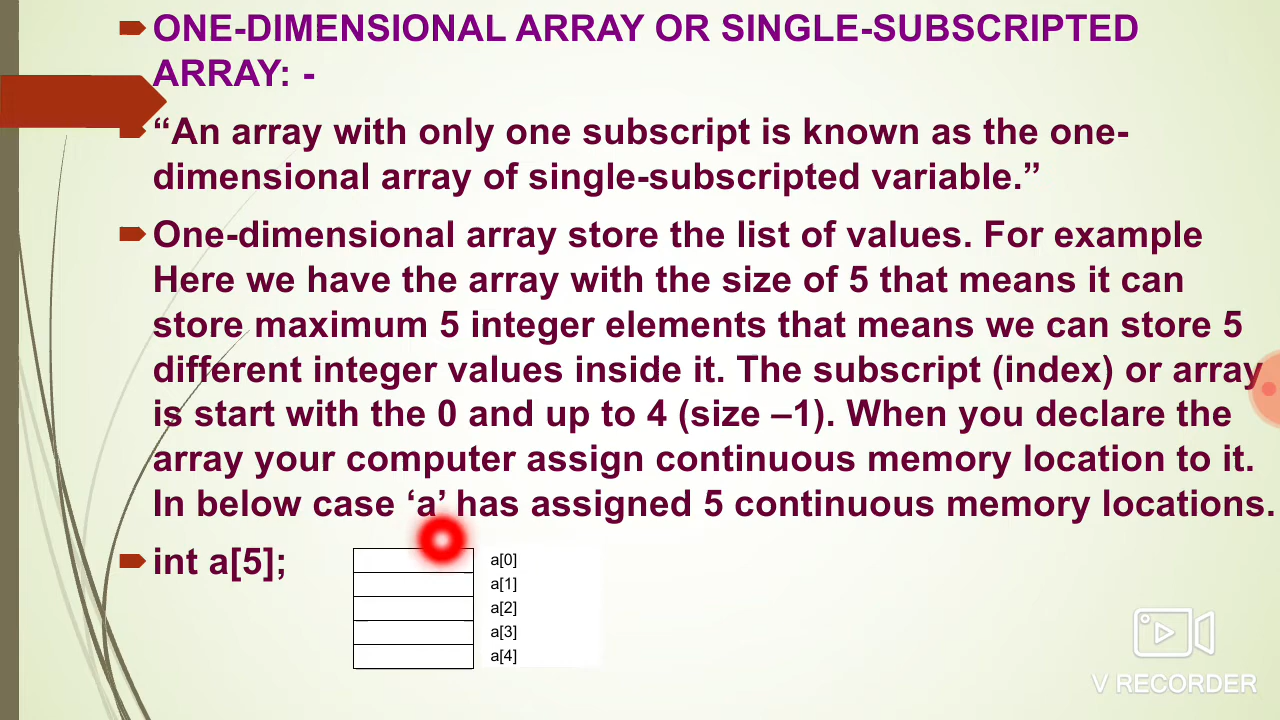 ONE-DIMENSIONAL ARRAY OR SINGLE-SUBSCRIPTED
ARRAY: -
“An array with only one subscript is known as the one-
dimensional array of single-subscripted variable.”
One-dimensional array store the list of values. For example
Here we have the array with the size of 5 that means it can
store maximum 5 integer elements that means we can store 5
different integer values inside it. The subscript (index) or array
is start with the 0 and up to 4 (size –1). When you declare the
array your computer assign continuous memory location to it.
In below case ‘a’ has assigned 5 continuous memory locations.
int a[5];
a[0]
a[1]
a[2]
a[3]
a[4]
V RECORDER